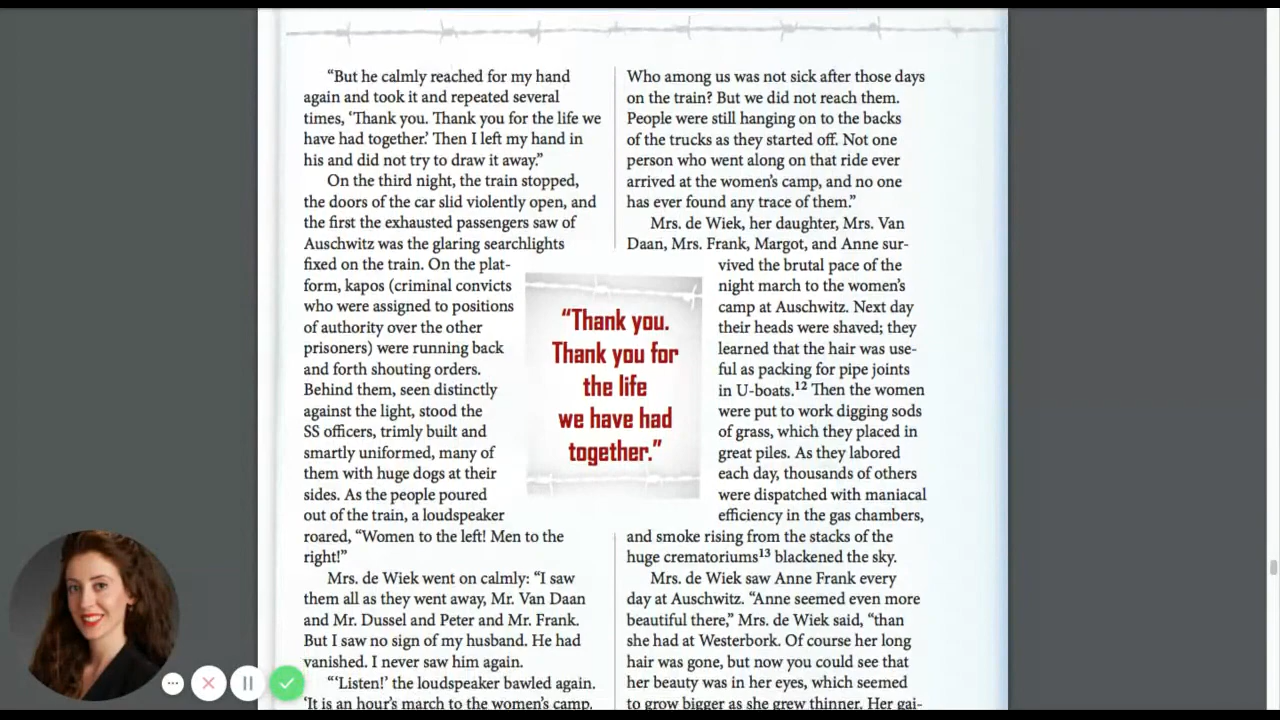 “But he calmly reached for my hand
again and took it and repeated several
times, ‘Thank you. Thank you for the life we
have had together.’ Then I left my hand in
his and did not try to draw it away.”
On the third night, the train stopped,
the doors of the car slid violently open, and
the first the exhausted passengers saw of
Auschwitz was the glaring searchlights
fixed on the train. On the plat-
form, kapos (criminal convicts
who were assigned to positions
of authority over the other
prisoners) were running back
and forth shouting orders.
Behind them, seen distinctly
against the light, stood the
SS officers, trimly built and
smartly uniformed, many of
them with huge dogs at their
sides. As the people poured
out of the train, a loudspeaker
roared, “Women to the left! Men to the
right!”
Mrs. de Wiek went on calmly: “I saw
them all as they went away, Mr. Van Daan
and Mr. Dussel and Peter and Mr. Frank.
But I saw no sign of my husband. He had
vanished. I never saw him again.
“‘Listen!’ the loudspeaker bawled again.
‘It is an hour’s march to the women’s camp.
“Thank you.
Thank you for
the life
we have had
together.”
Who among us was not sick after those days
on the train? But we did not reach them.
People were still hanging on to the backs
of the trucks as they started off. Not one
person who went along on that ride ever
arrived at the women’s camp, and no one
has ever found any trace of them.”
Mrs. de Wiek, her daughter, Mrs. Van
Daan, Mrs. Frank, Margot, and Anne sur-
vived the brutal pace of the
night march to the women’s
camp at Auschwitz. Next day
their heads were shaved; they
learned that the hair was use-
ful as packing for pipe joints
in U-boats.12 Then the women
were put to work digging sods
of grass, which they placed in
great piles. As they labored
each day, thousands of others
were dispatched with maniacal
efficiency in the gas chambers,
and smoke rising from the stacks of the
huge crematoriums13 blackened the sky.
Mrs. de Wiek saw Anne Frank every
day at Auschwitz. “Anne seemed even more
beautiful there,” Mrs. de Wiek said, “than
she had at Westerbork. Of course her long
hair was gone, but now you could see that
her beauty was in her eyes, which seemed
to grow bigger as she grew thinner. Her gai-